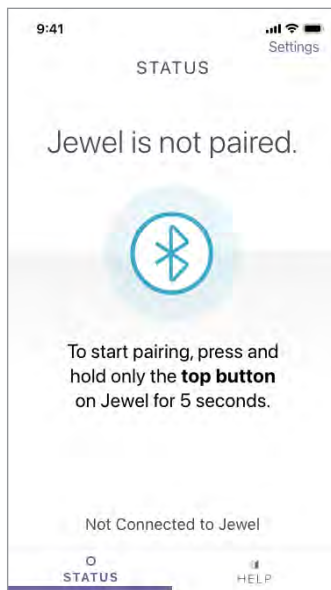 9:41
Settings
STATUS
Jewel is not paired.
To start pairing, press and
hold only the top button
on Jewel for 5 seconds.
Not Connected to Jewel
STATUS
HELP